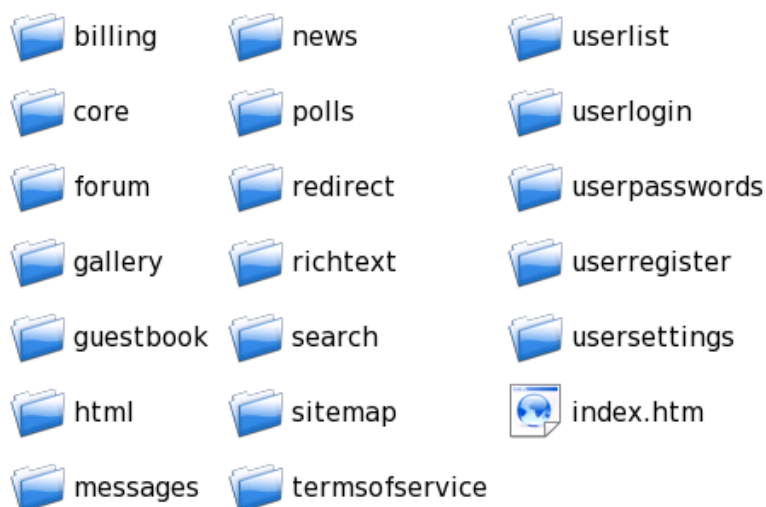 billing
core
forum
gallery
guestbook
html
messages
news
polls
redirect
richtext
search
sitemap
termsofservice
userlist
userlogin
userpasswords
userregister
usersettings
index.htm